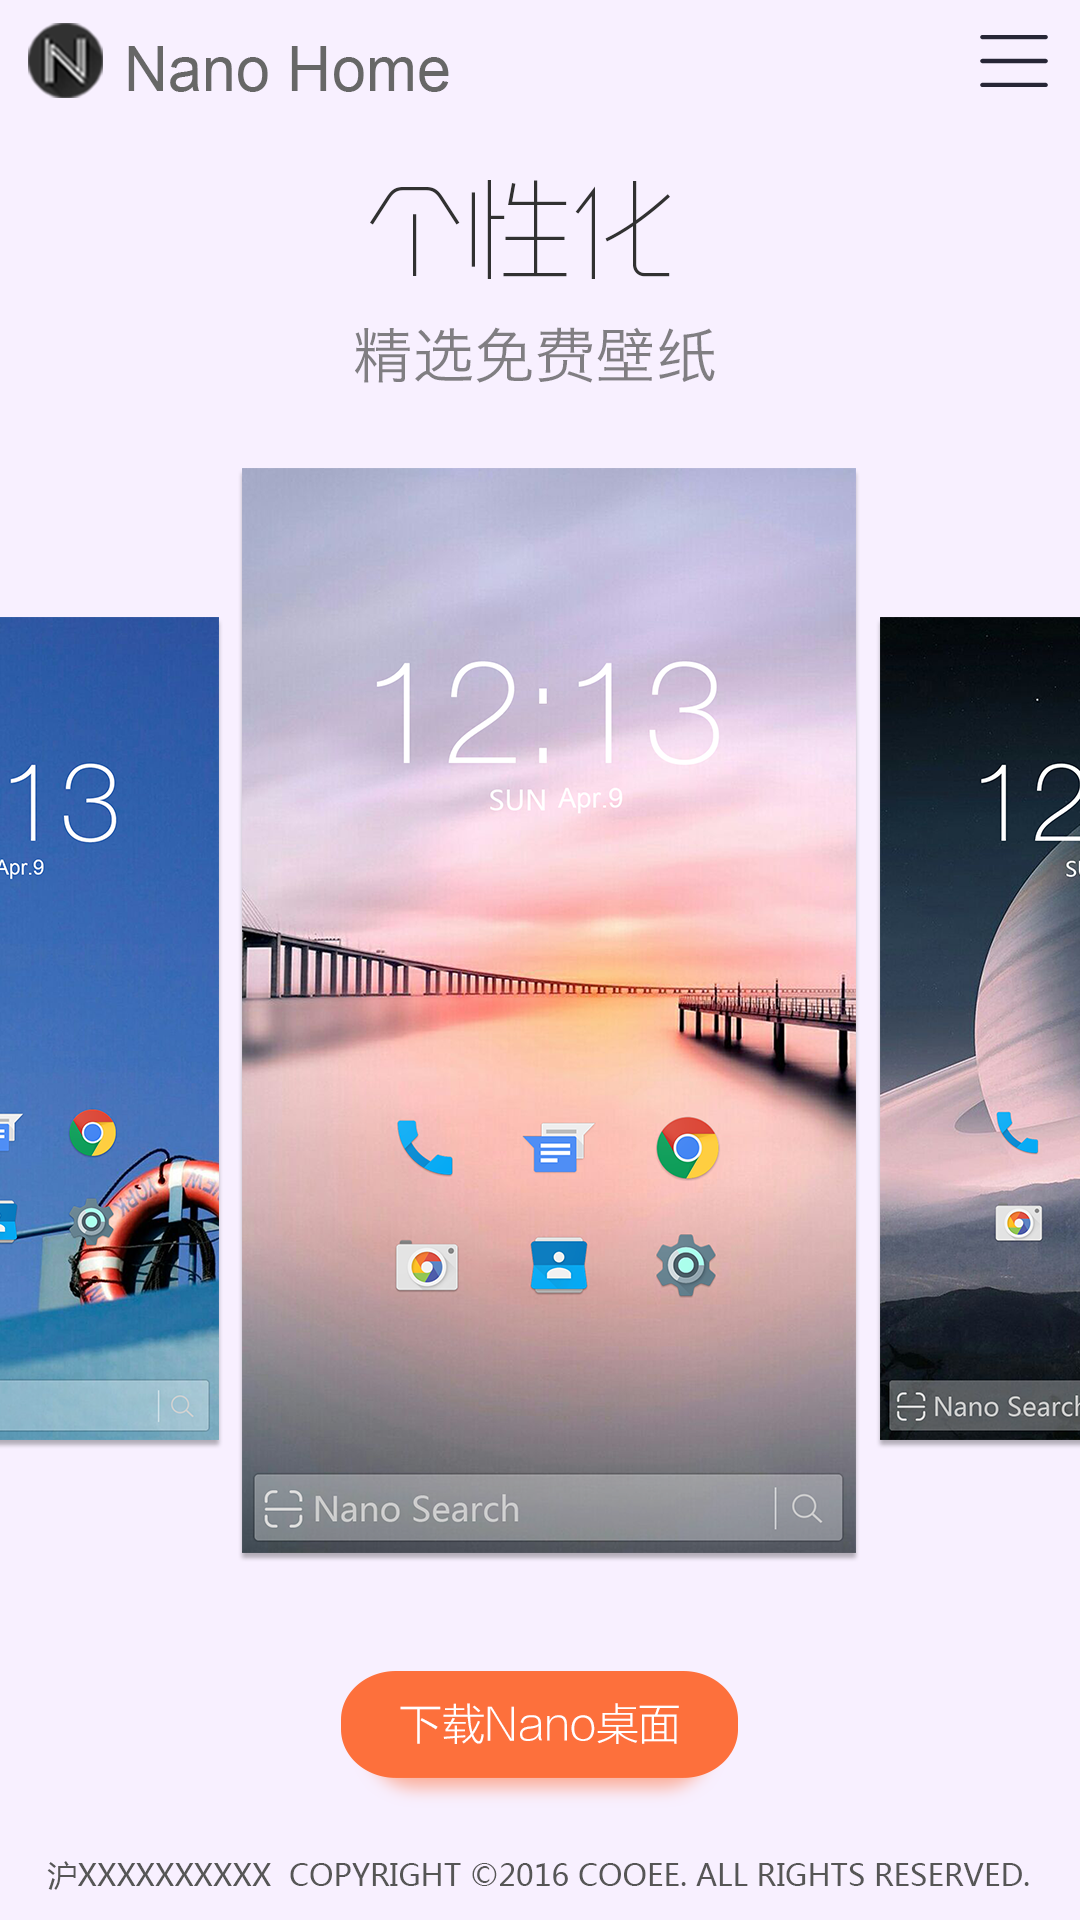 Nano Home
个性化
精选免费壁纸
12:13
SUN Apr.9
13
Apr.9
12
NEW
YORK
Nano Search
Nano Search
下载Nano桌面
沪XXXXXXXXXX COPYRIGHT ©2016 COOEE. ALL RIGHTS RESERVED.